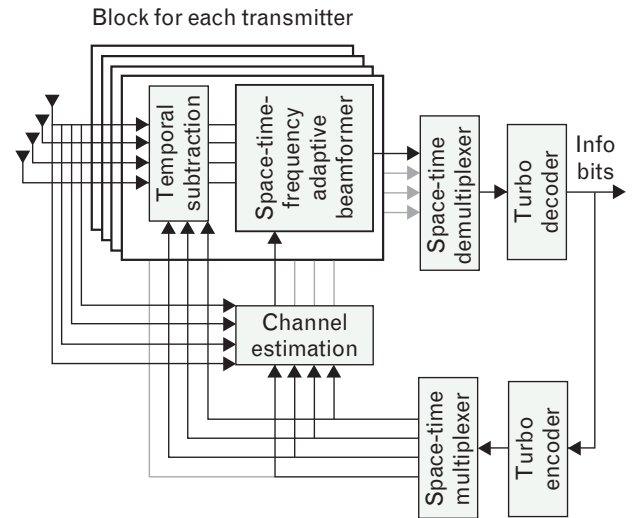 Block for each transmitter
Temporal
subtraction
Space-time-
frequency
adaptive
beamformer
Space-time
demultiplexer
Turbo
decoder
Info
bits
Channel
estimation
Space-time
multiplexer
Turbo
encoder